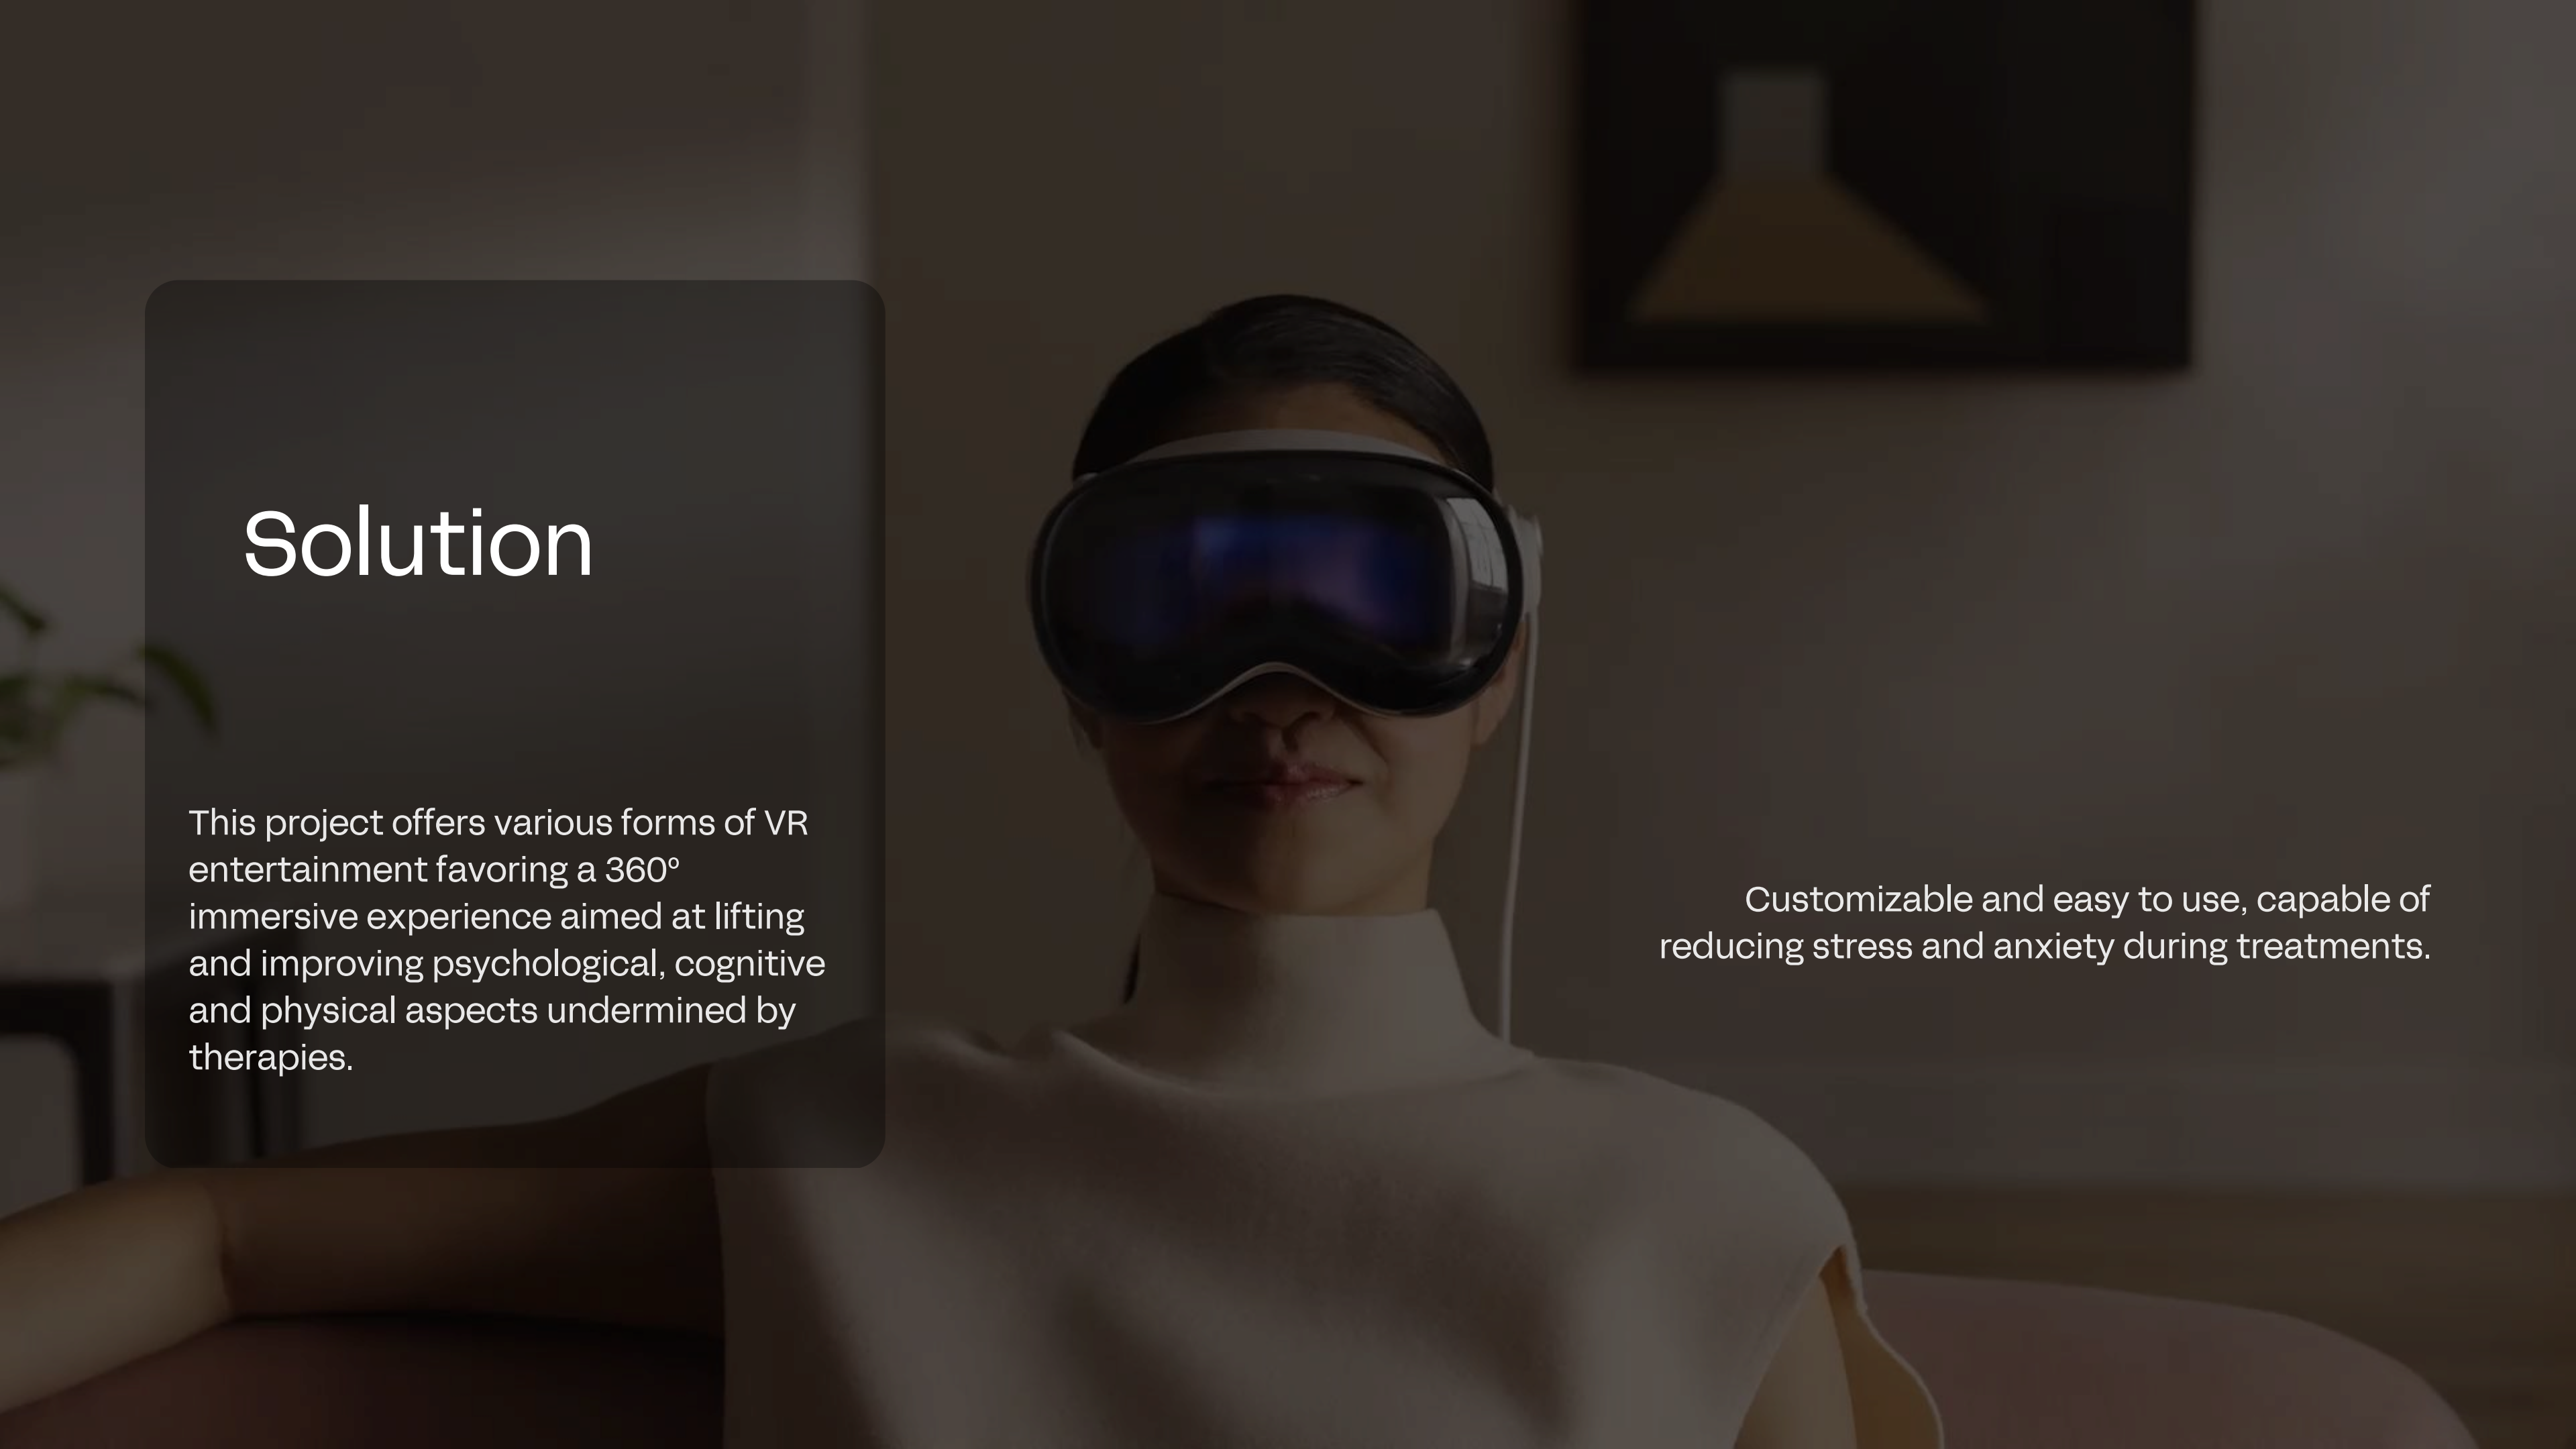 Solution
This project offers various forms of VR
entertainment favoring a 360º
immersive experience aimed at lifting
and improving psychological, cognitive
and physical aspects undermined by
therapies.
Customizable and easy to use, capable of
reducing stress and anxiety during treatments.